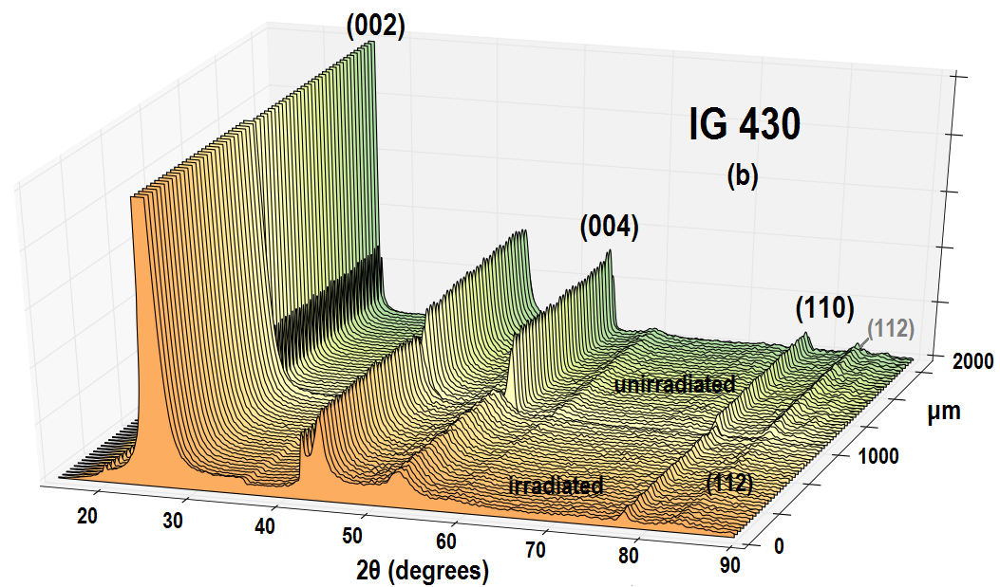 (002)
IG 430
(b)
(004)
(110)
(112)
2000
unirradiated
μm
1000
irradiated
(112)
0
20
30
40
50
60
70
80
90
2θ (degrees)